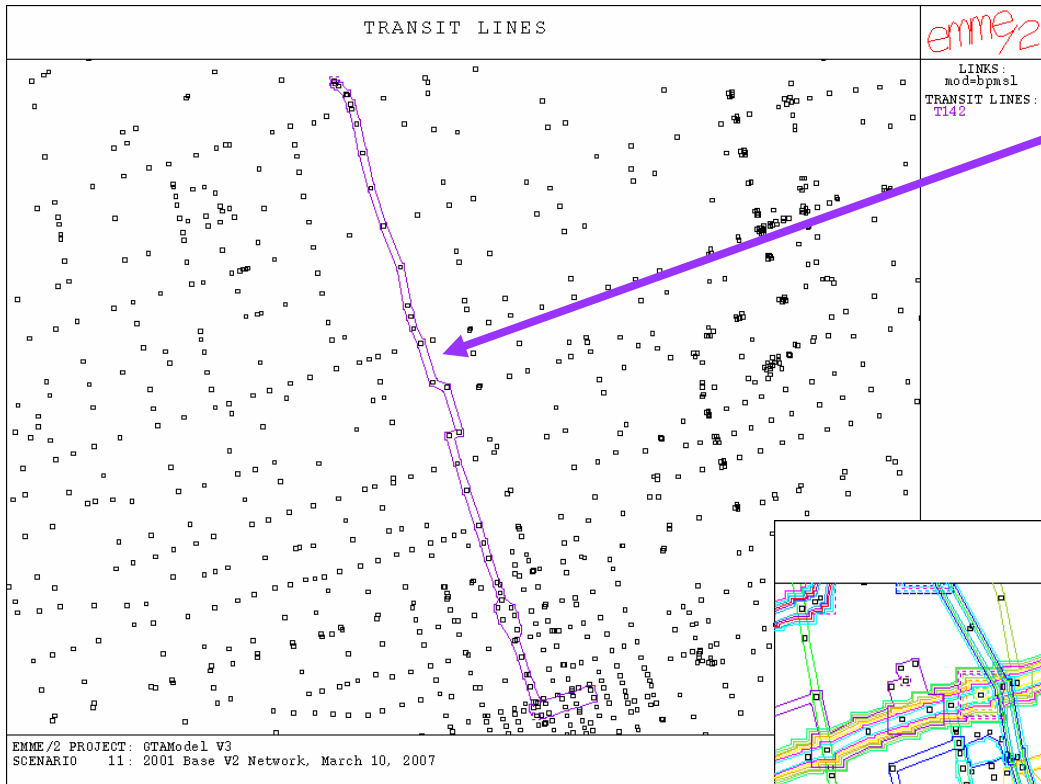 TRANSIT LINES
emme/2
LINKS:
mod=bpmsl
TRANSIT LINES:
T142
EMME/2 PROJECT: GTAModel V3
SCENARIO 11: 2001 Base V2 Network, March 10, 2007